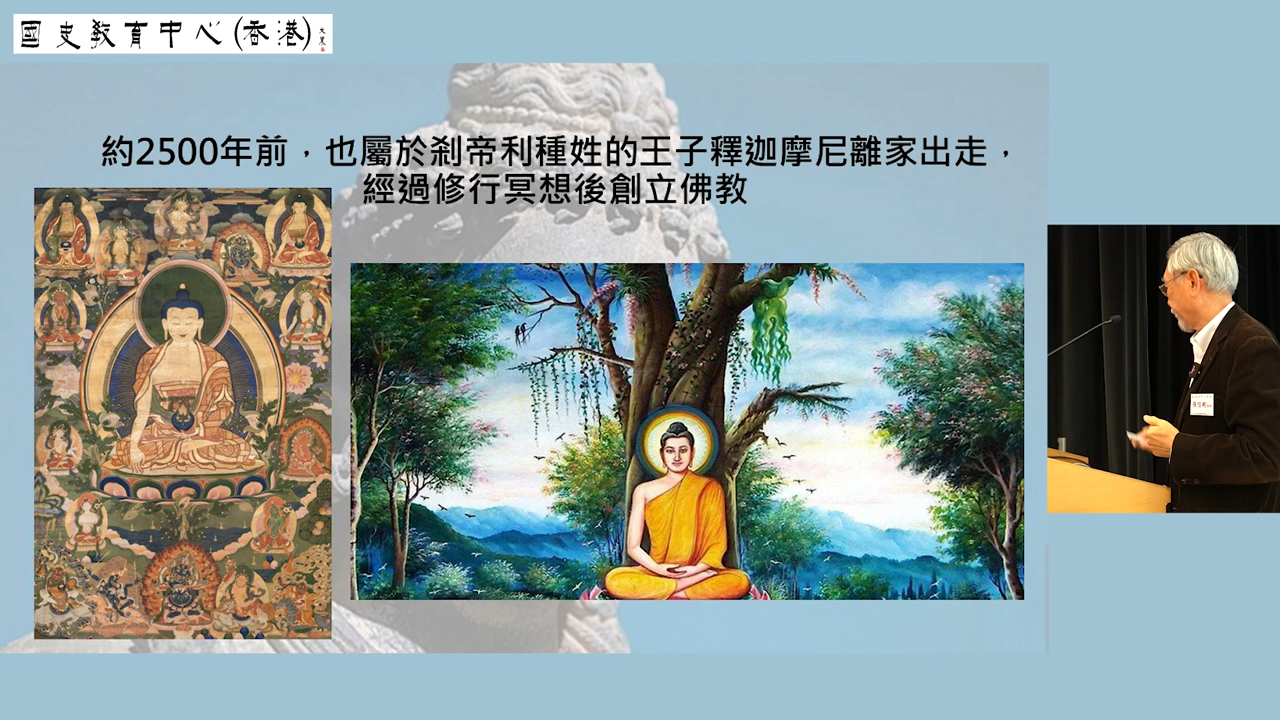 國史教育中心(香港)
約2500年前，也屬於剎帝利種姓的王子釋迦摩尼離家出走，
經過修行冥想後創立佛教